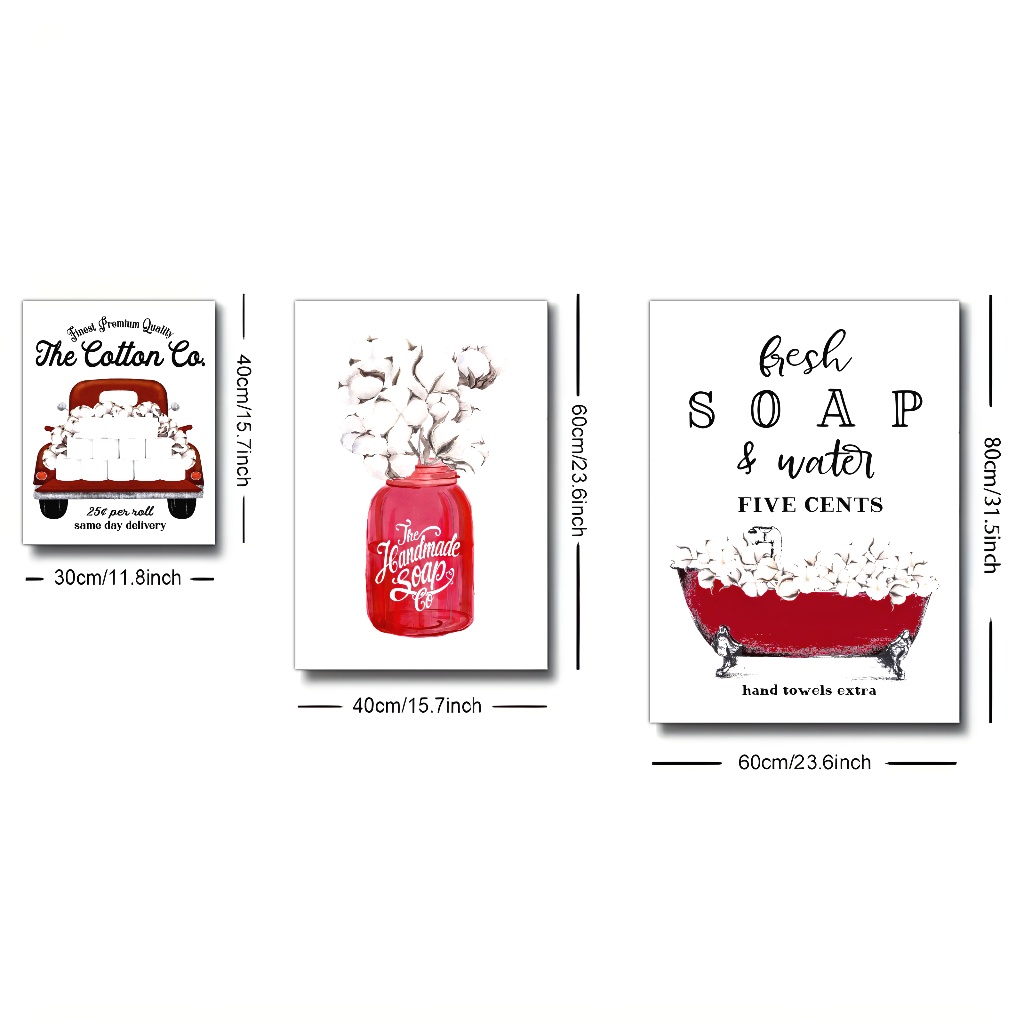 Finest Premium Quality
The Cotton Co.
25¢ per roll
same day delivery
40cm/15.7inch
30cm/11.8inch
The
Handmade
Soap
Co
60cm/23.6inch
40cm/15.7inch
fresh
SOAP
& water
FIVE CENTS
hand towels extra
80cm/31.5inch
60cm/23.6inch